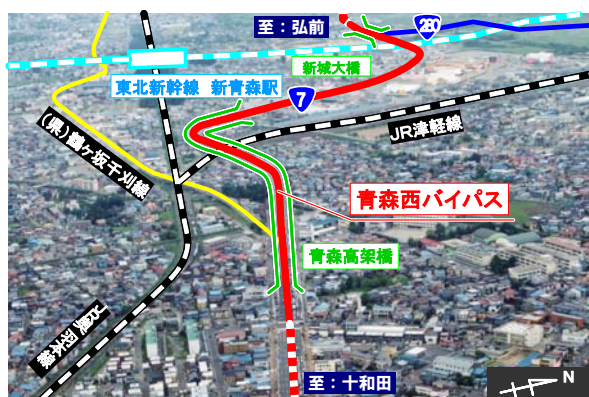 至：弘前
280
新城大橋
東北新幹線 新青森駅
7
(県)鶴ヶ坂千刈線
JR津軽線
青森西バイパス
青森高架橋
JR奥羽本線
至：十和田
N